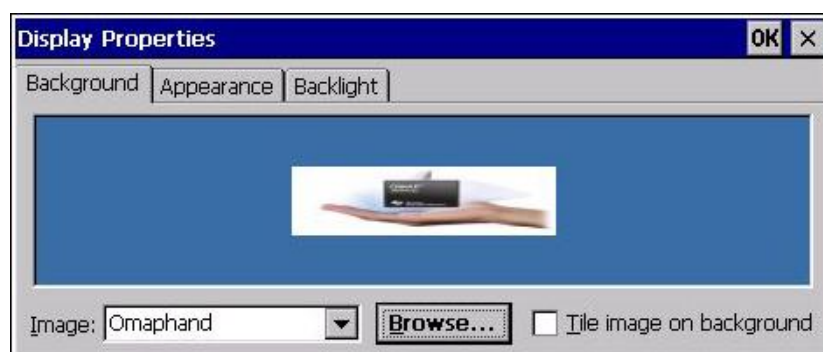 Display Properties OK ×
Background Appearance Backlight
Image: Omaphand Browse... Tile image on background